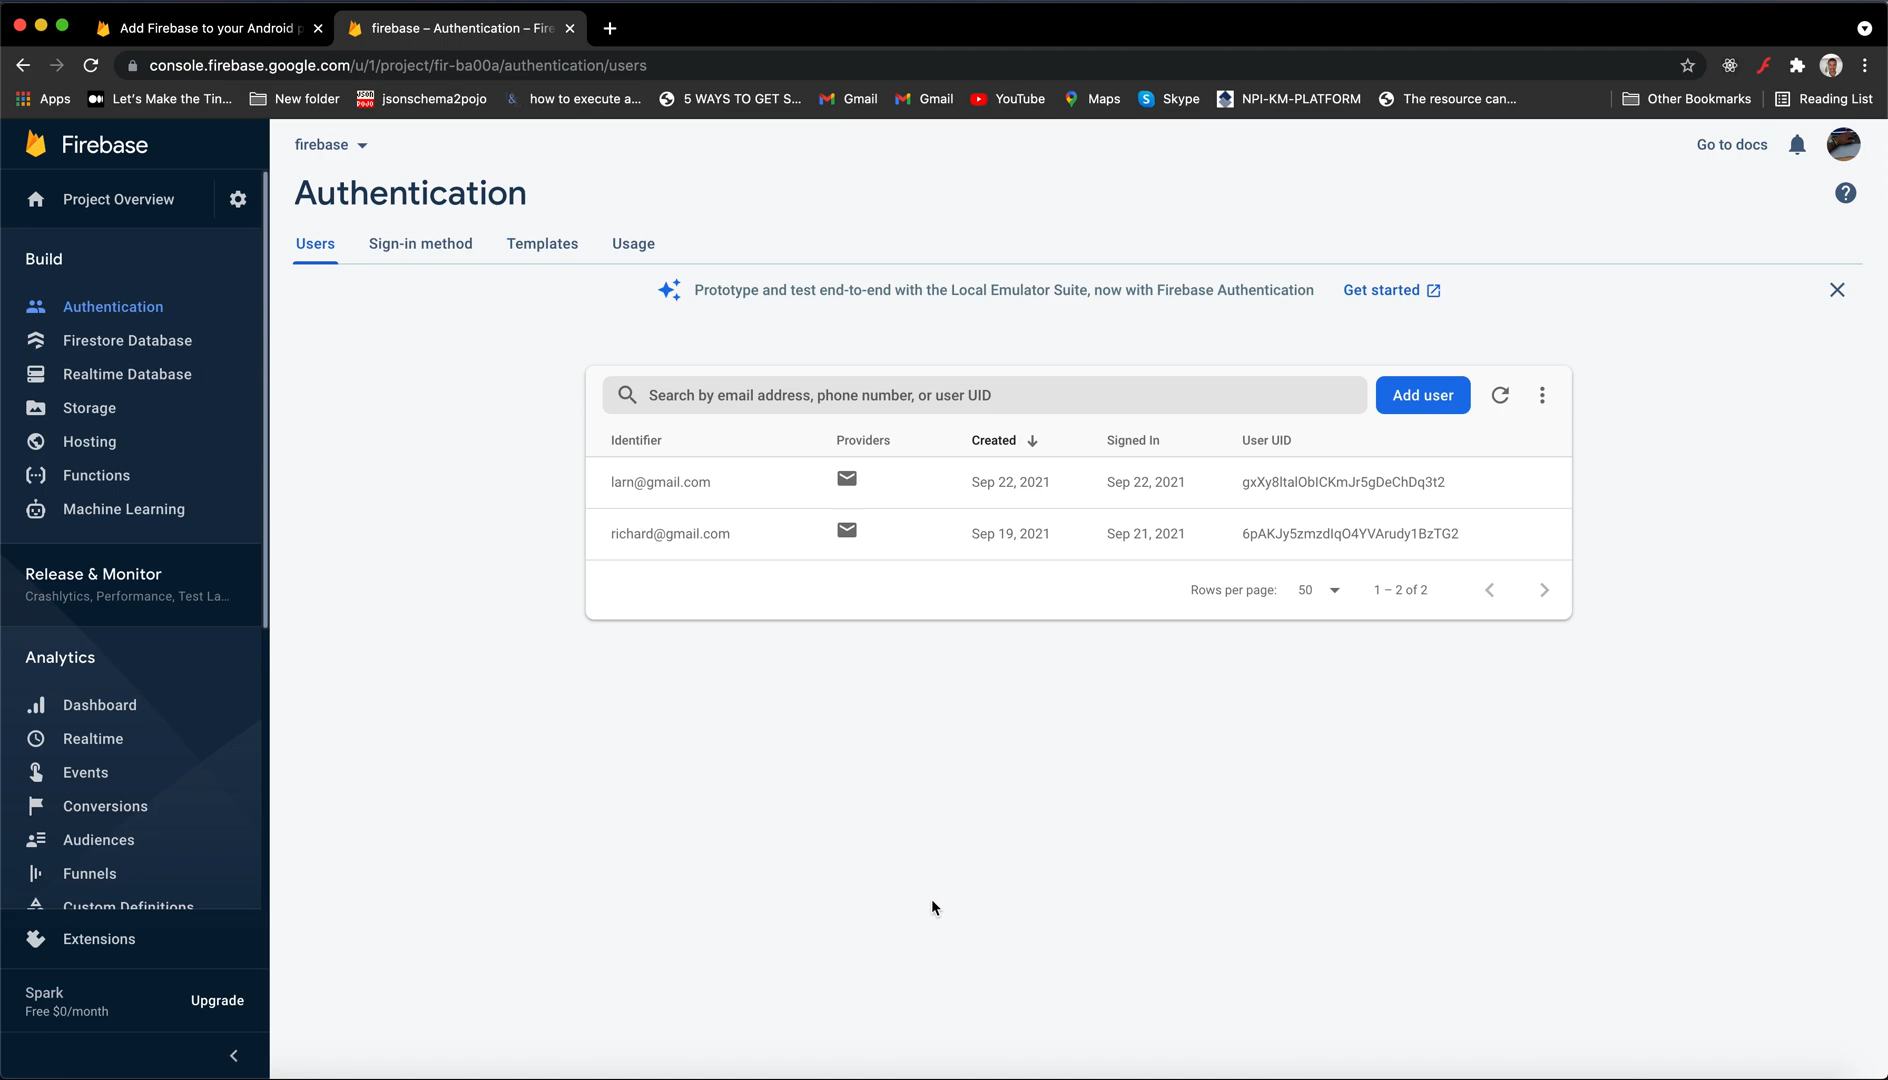 Add Firebase to your Android p
firebase – Authentication – Fire
console.firebase.google.com/u/1/project/fir-ba00a/authentication/users
Apps
Let's Make the Tin...
New folder
JSON POJO
jsonschema2pojo
how to execute a...
5 WAYS TO GET S...
Gmail
Gmail
YouTube
Maps
Skype
NPI-KM-PLATFORM
The resource can...
Other Bookmarks
Reading List
Firebase
firebase
Go to docs
Project Overview
Authentication
Users
Sign-in method
Templates
Usage
Build
Prototype and test end-to-end with the Local Emulator Suite, now with Firebase Authentication
Get started
Authentication
Firestore Database
Realtime Database
Storage
Hosting
Functions
Machine Learning
Search by email address, phone number, or user UID
Add user
Identifier
Providers
Created
Signed In
User UID
larn@gmail.com
Sep 22, 2021
Sep 22, 2021
gxXy8ItalObICKmJr5gDeChDq3t2
richard@gmail.com
Sep 19, 2021
Sep 21, 2021
6pAKJy5zmzdIqO4YVArudy1BzTG2
Rows per page: 50
1 – 2 of 2
Release & Monitor
Crashlytics, Performance, Test La...
Analytics
Dashboard
Realtime
Events
Conversions
Audiences
Funnels
Custom Definitions
Extensions
Spark
Free $0/month
Upgrade